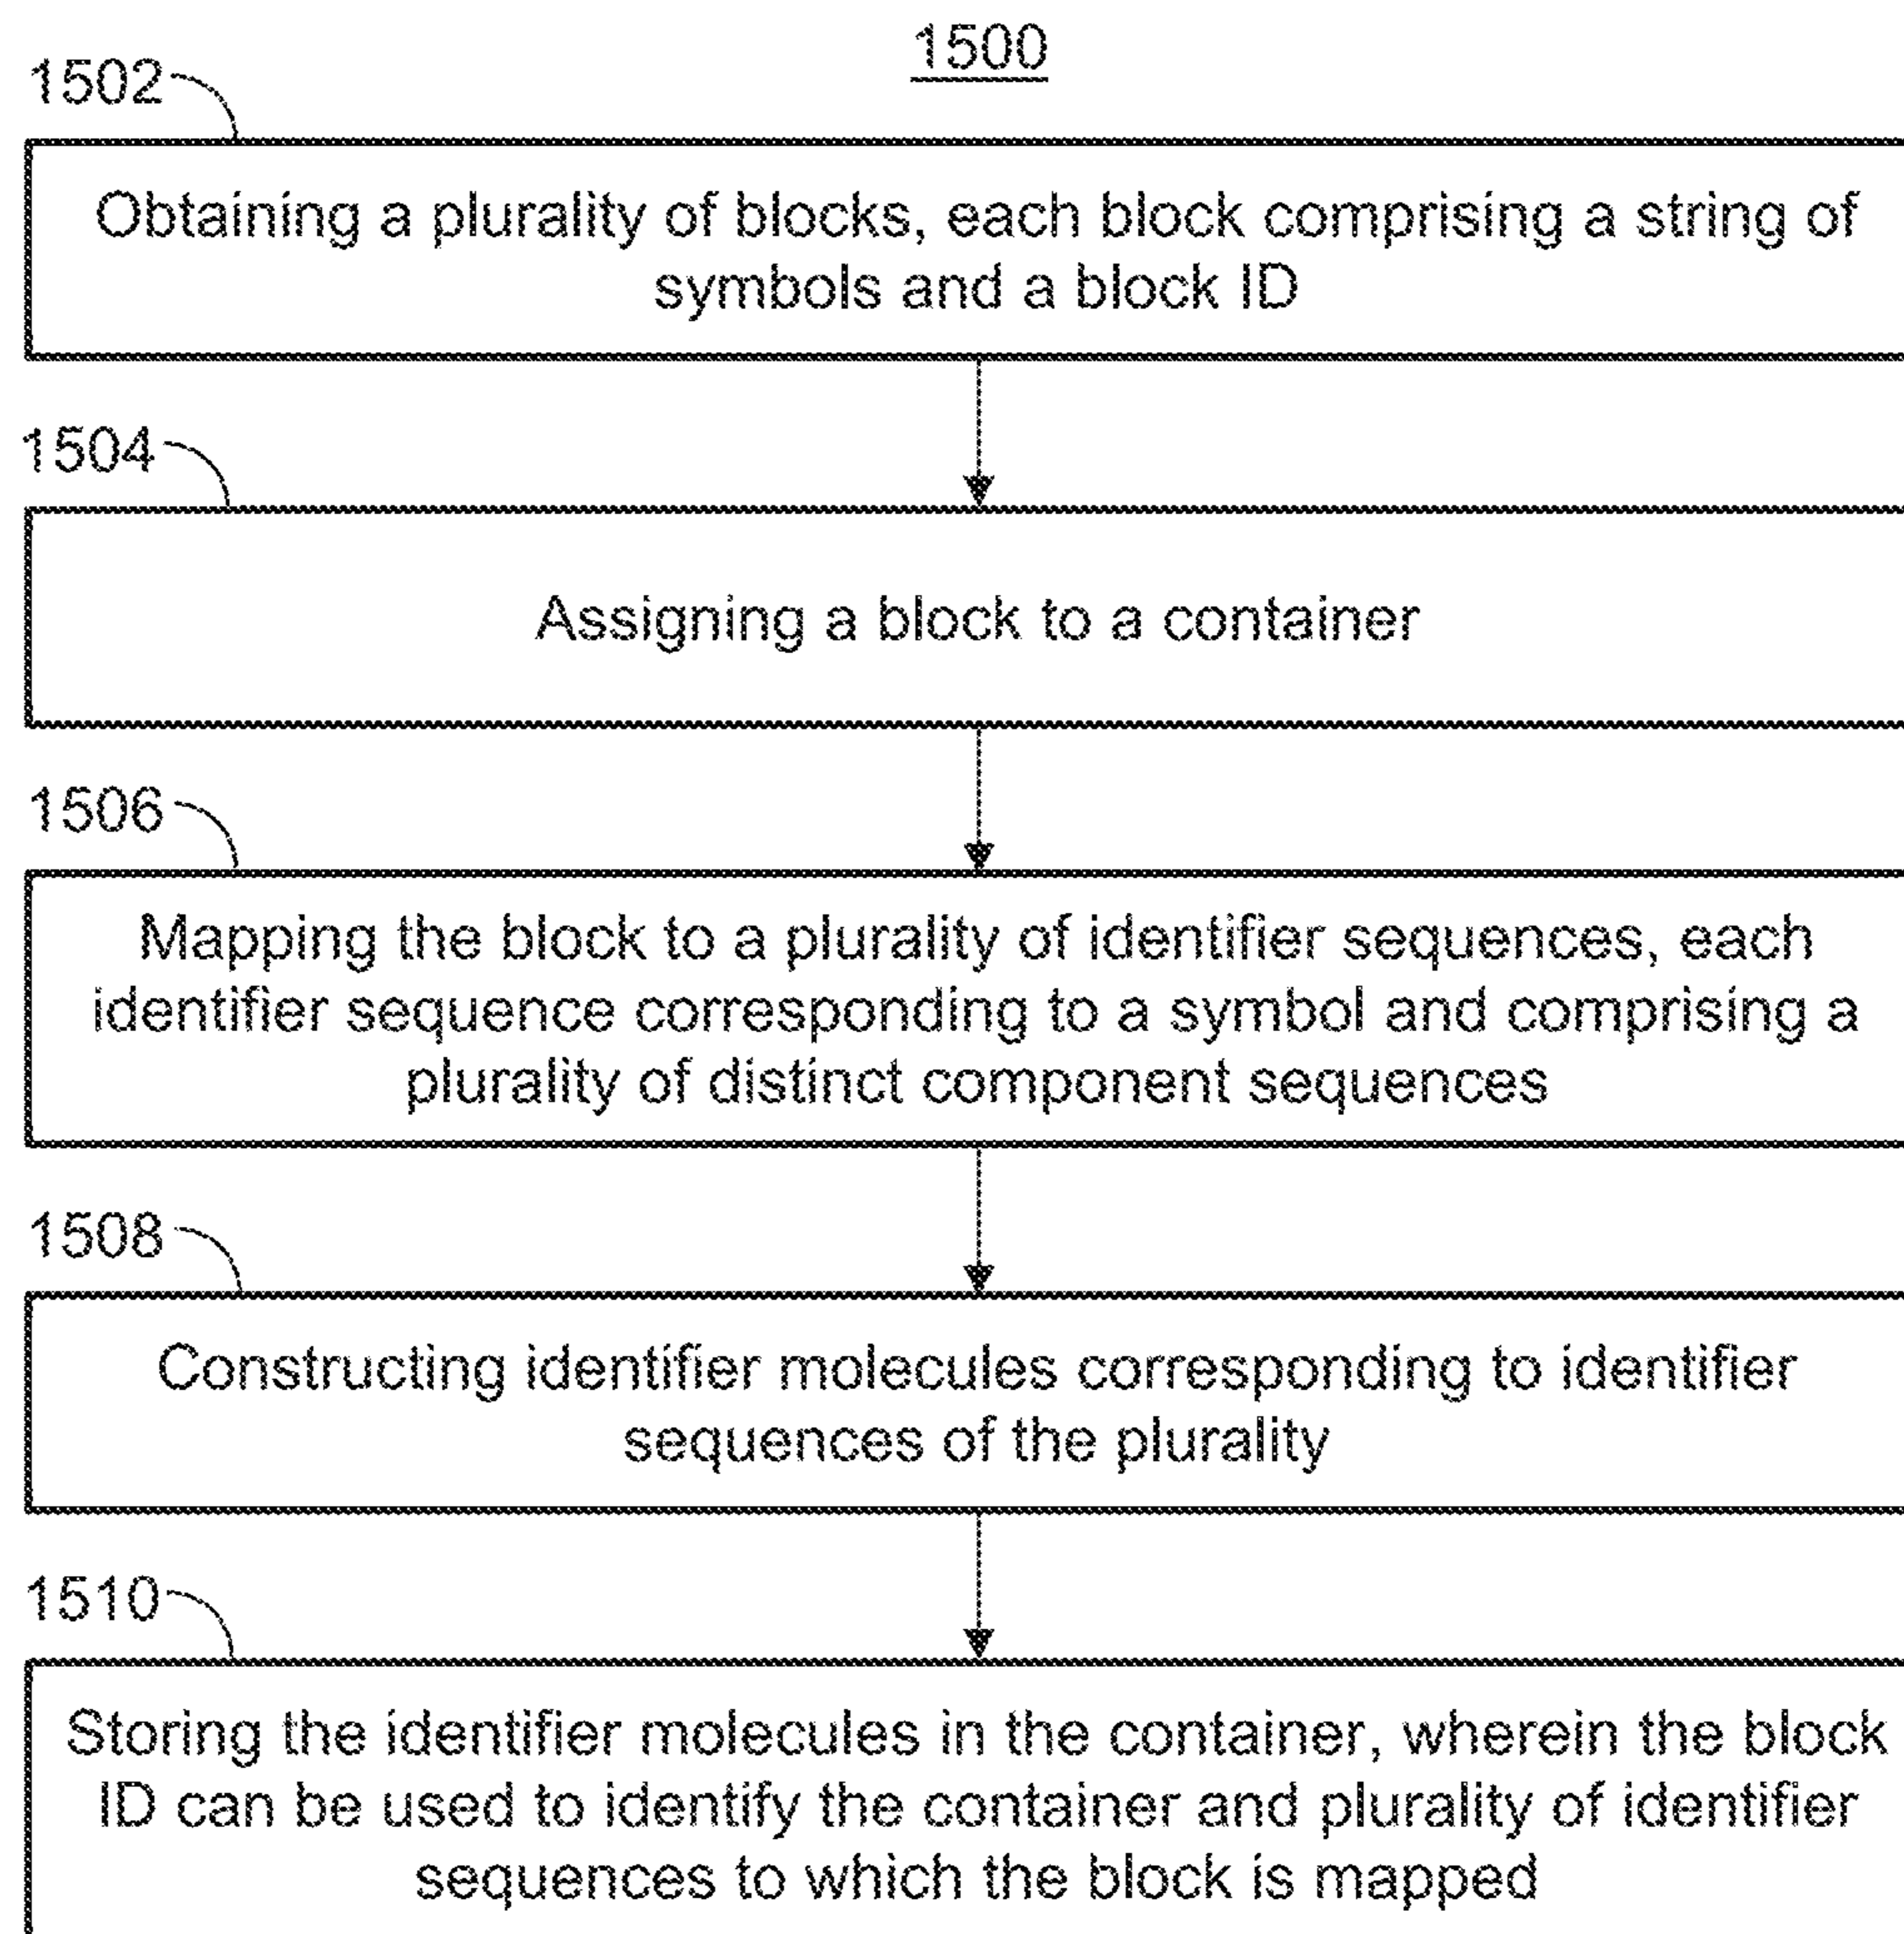 1500
1502
Obtaining a plurality of blocks, each block comprising a string of
symbols and a block ID
1504
Assigning a block to a container
1506
Mapping the block to a plurality of identifier sequences, each
identifier sequence corresponding to a symbol and comprising a
plurality of distinct component sequences
1508
Constructing identifier molecules corresponding to identifier
sequences of the plurality
1510
Storing the identifier molecules in the container, wherein the block
ID can be used to identify the container and plurality of identifier
sequences to which the block is mapped